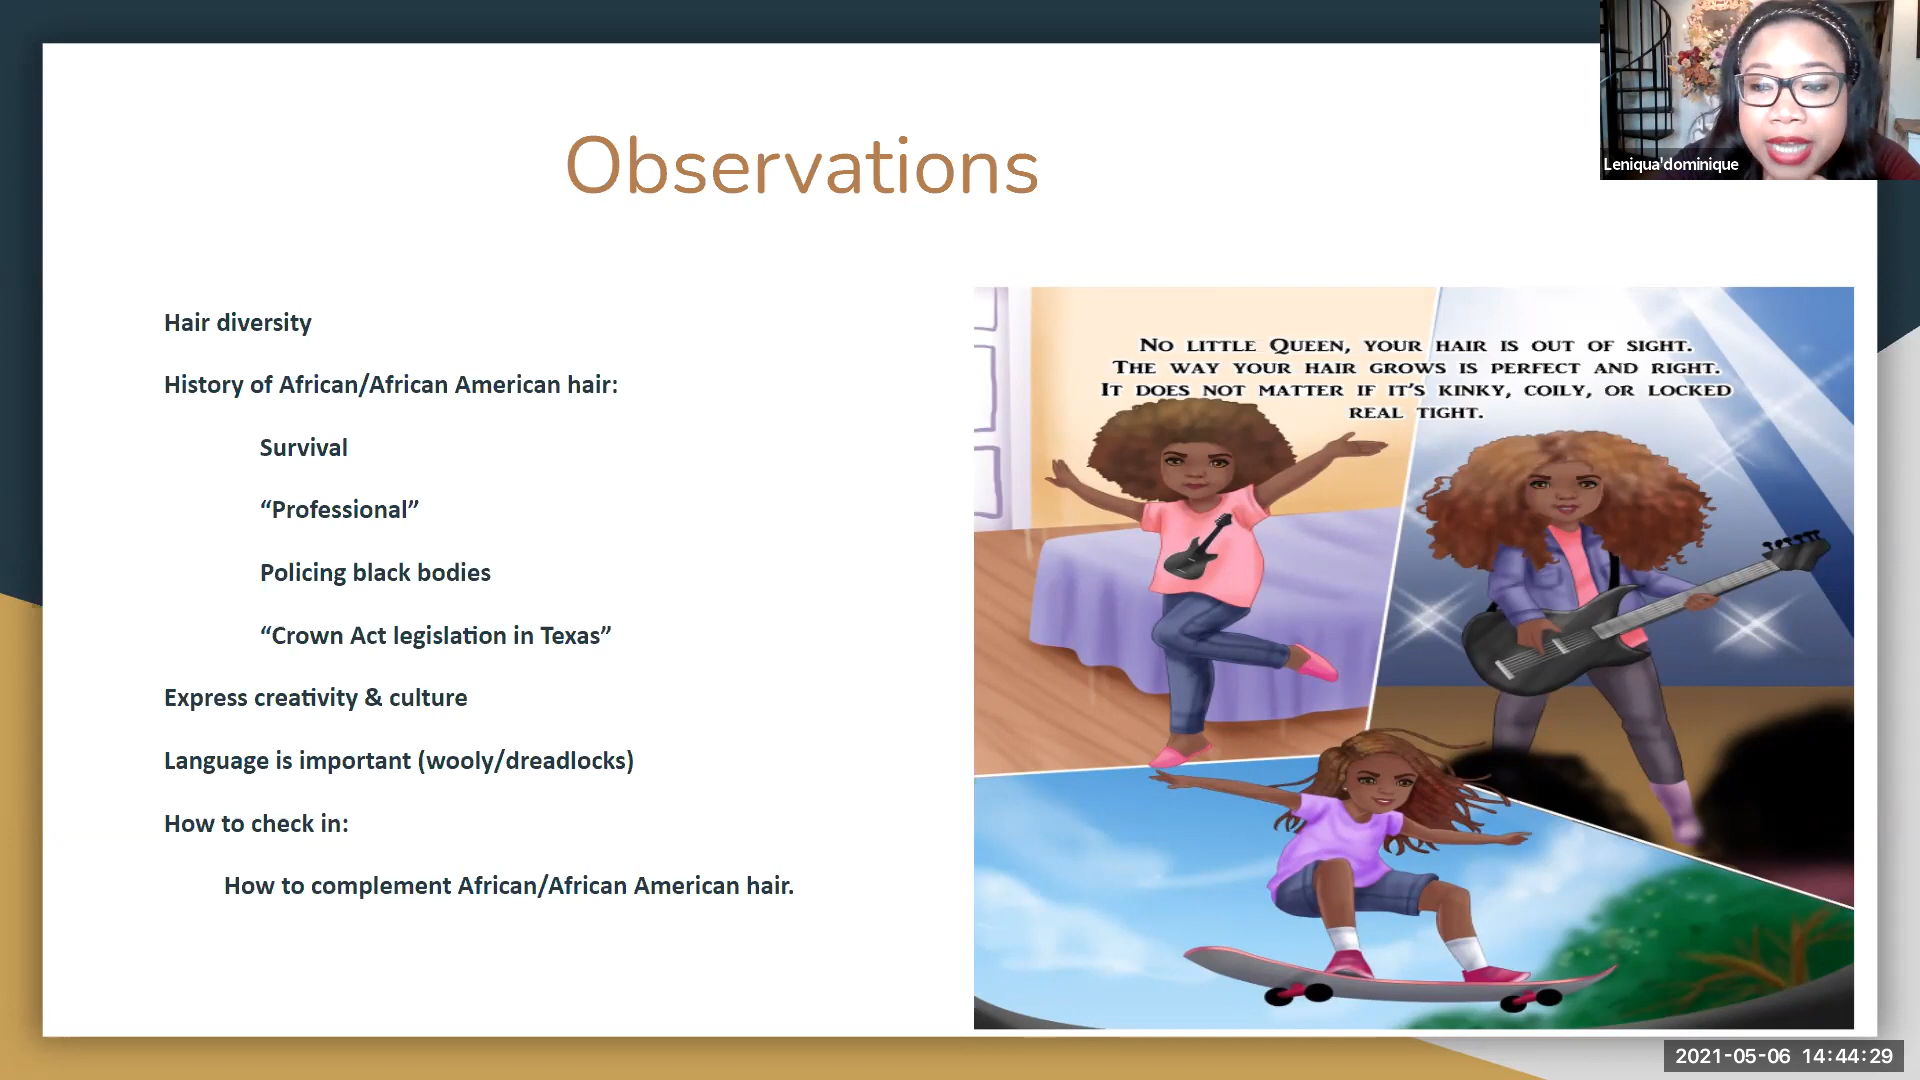 Observations
Hair diversity
History of African/African American hair:
Survival
“Professional”
Policing black bodies
“Crown Act legislation in Texas”
Express creativity & culture
Language is important (wooly/dreadlocks)
How to check in:
How to complement African/African American hair.
No little Queen, your hair is out of sight.
The way your hair grows is perfect and right.
It does not matter if it's kinky, coily, or locked
real tight.
Leniqua'dominique
2021-05-06 14:44:29